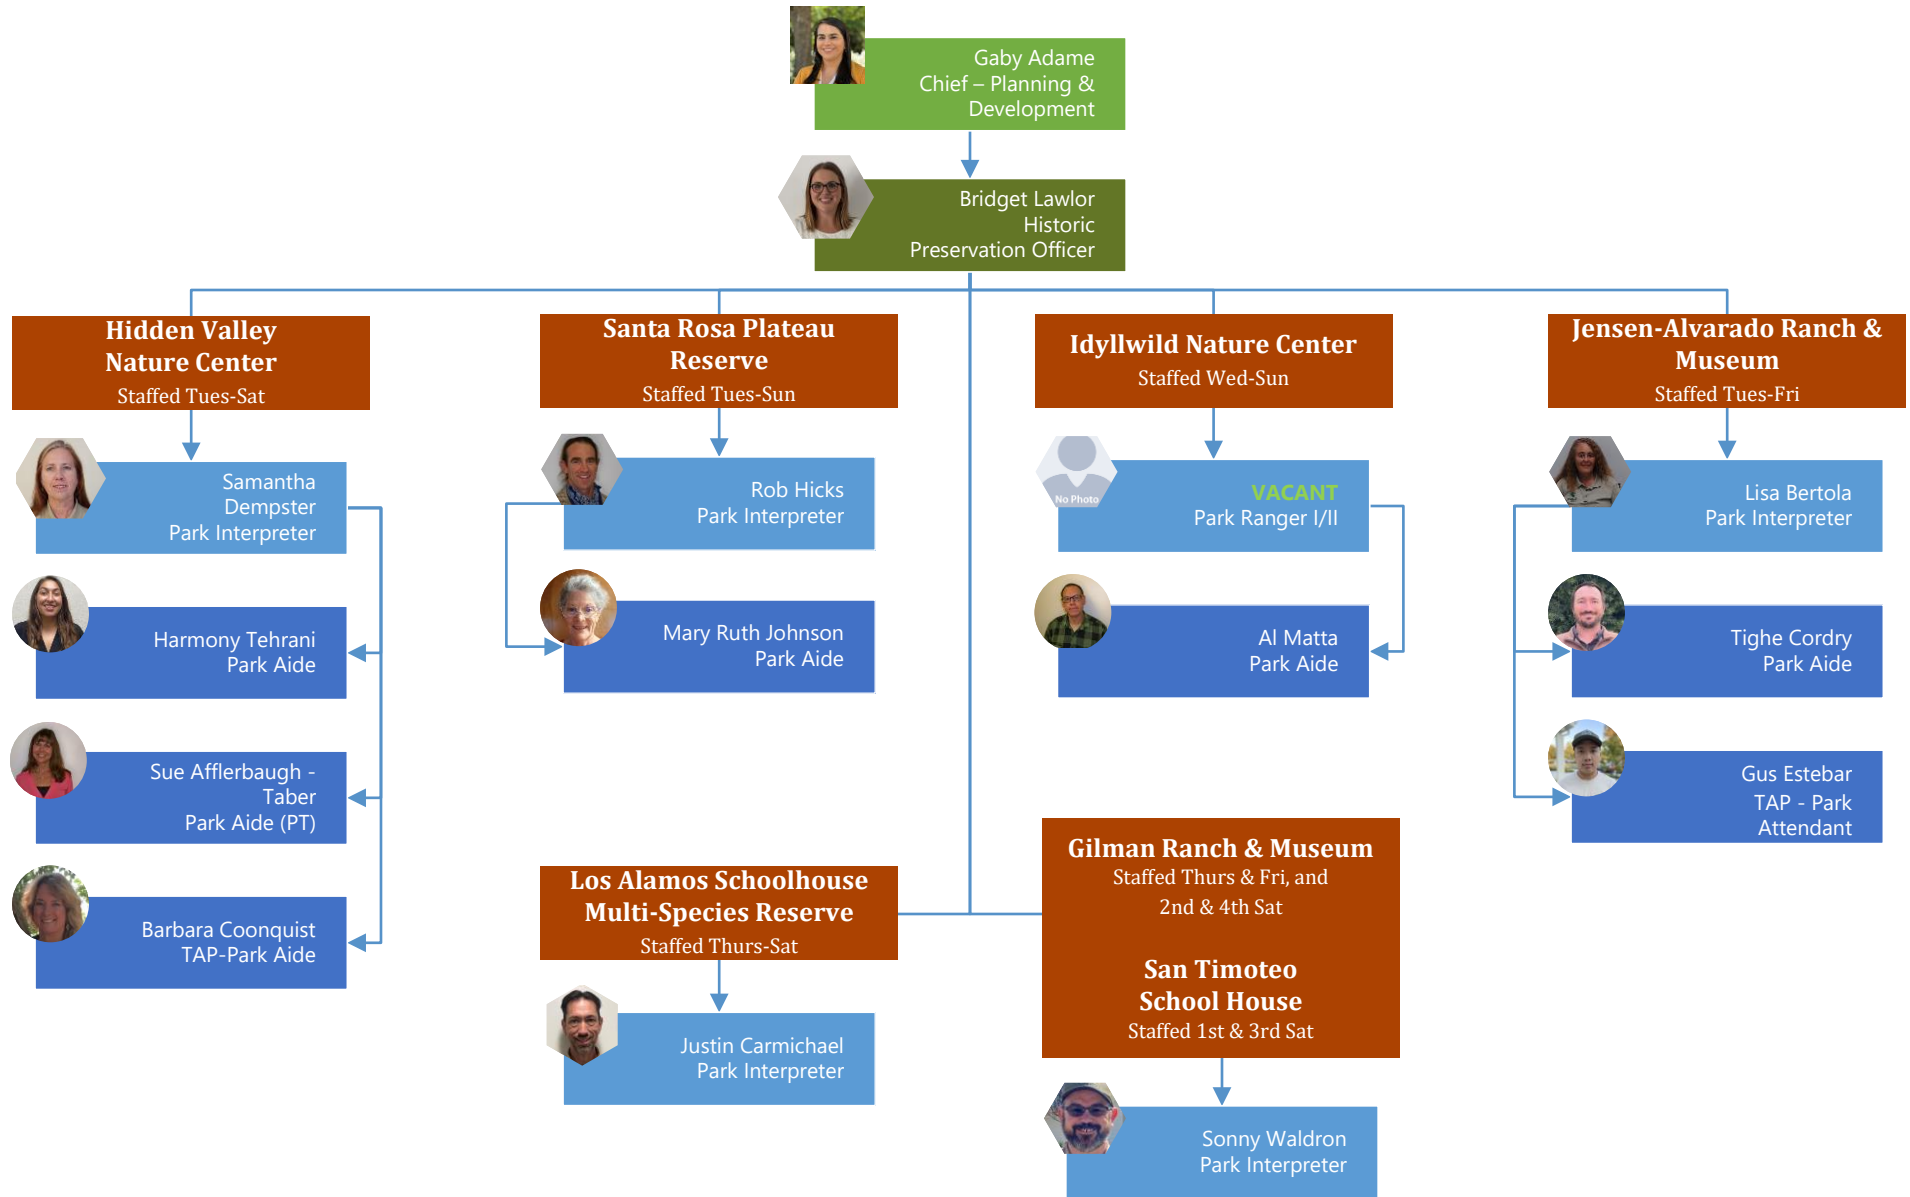 Gaby Adame
Chief – Planning &
Development
Bridget Lawlor
Historic
Preservation Officer
Hidden Valley
Nature Center
Staffed Tues-Sat
Samantha
Dempster
Park Interpreter
Harmony Tehrani
Park Aide
Sue Afflerbaugh -
Taber
Park Aide (PT)
Barbara Coonquist
TAP-Park Aide
Santa Rosa Plateau
Reserve
Staffed Tues-Sun
Rob Hicks
Park Interpreter
Mary Ruth Johnson
Park Aide
Idyllwild Nature Center
Staffed Wed-Sun
No Photo
VACANT
Park Ranger I/II
Al Matta
Park Aide
Jensen-Alvarado Ranch &
Museum
Staffed Tues-Fri
Lisa Bertola
Park Interpreter
Tighe Cordry
Park Aide
Gus Estebar
TAP - Park
Attendant
Los Alamos Schoolhouse
Multi-Species Reserve
Staffed Thurs-Sat
Justin Carmichael
Park Interpreter
Gilman Ranch & Museum
Staffed Thurs & Fri, and
2nd & 4th Sat
San Timoteo
School House
Staffed 1st & 3rd Sat
Sonny Waldron
Park Interpreter